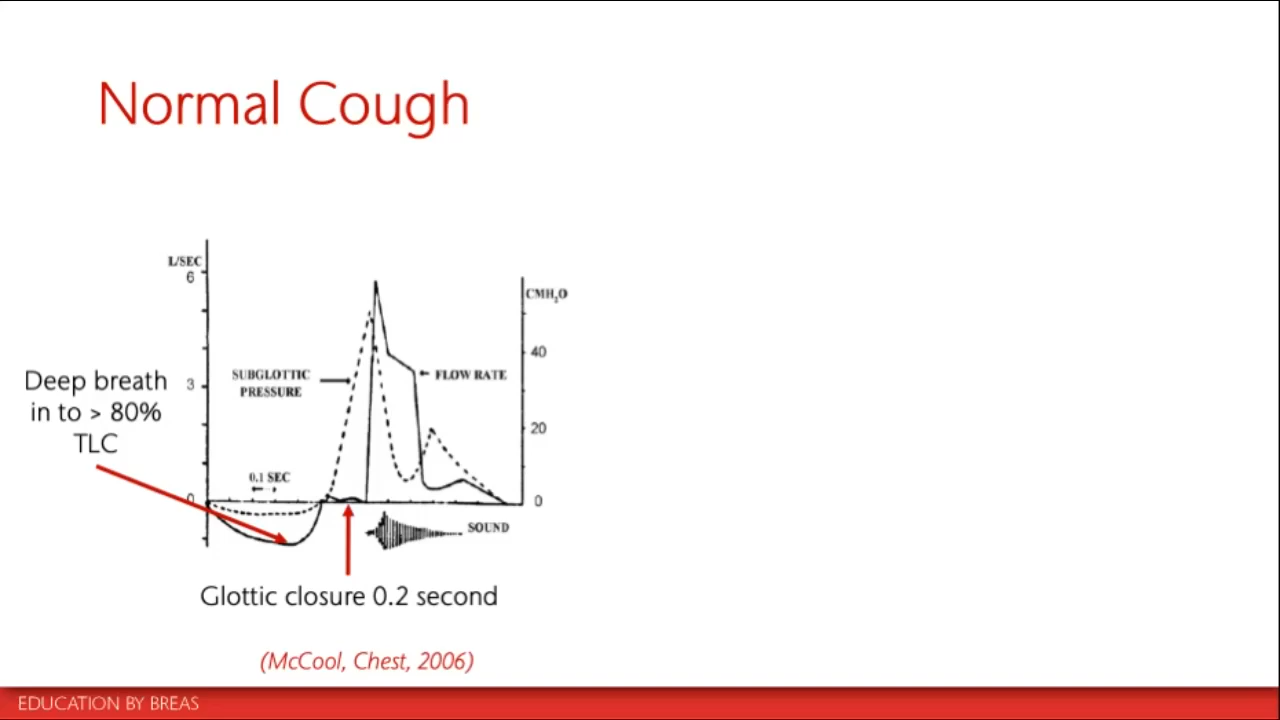 Normal Cough
L/SEC
6
CMH₂O
40
SUBGLOTTIC
PRESSURE
FLOW RATE
Deep breath
in to > 80%
TLC
3
20
0.1 SEC
0
0
SOUND
Glottic closure 0.2 second
(McCool, Chest, 2006)
EDUCATION BY BREAS